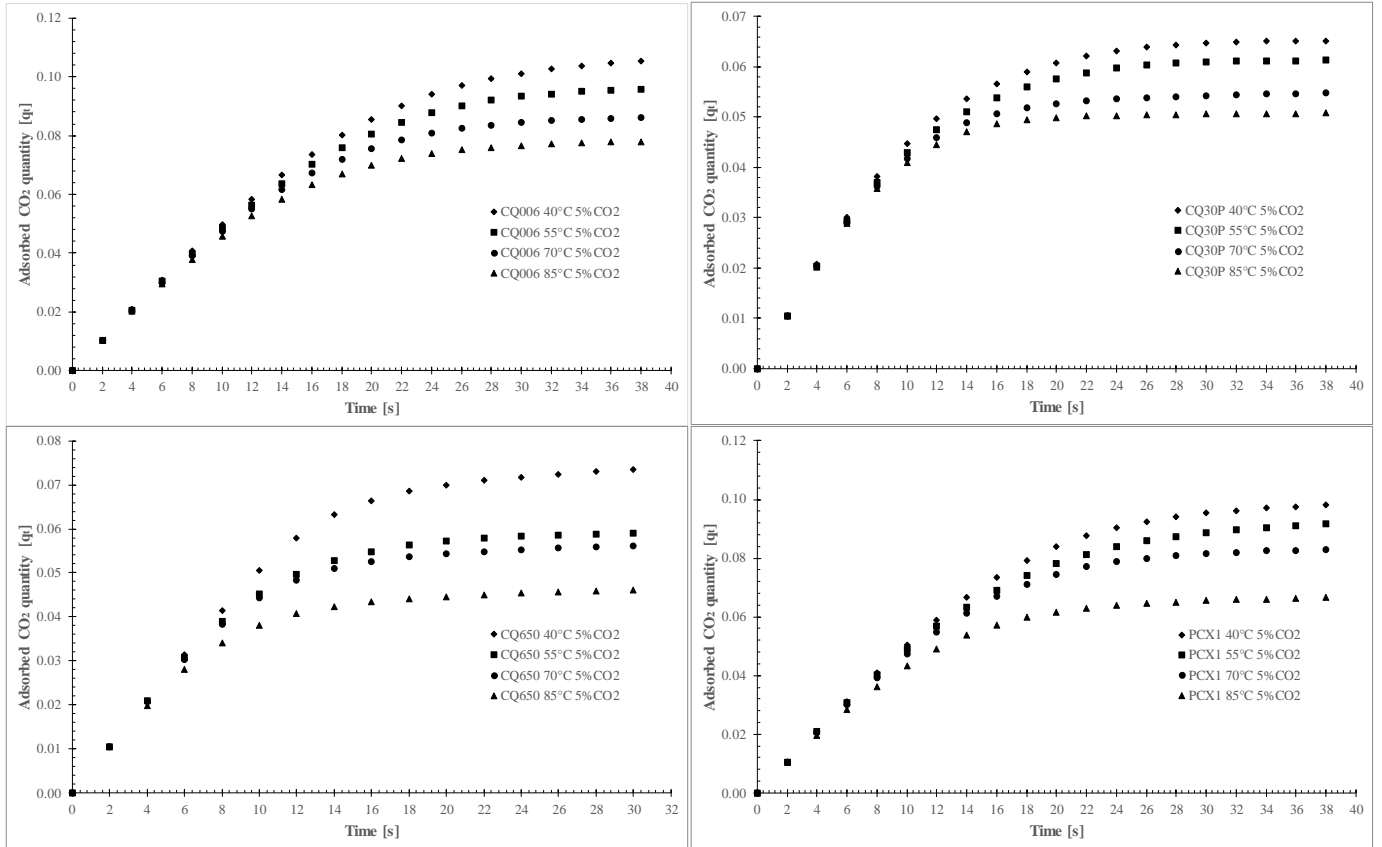 0.12
0.10
0.08
0.06
0.04
0.02
0.00
Adsorbed CO₂ quantity [qₜ]
CQ006 40°C 5%CO2
CQ006 55°C 5%CO2
CQ006 70°C 5%CO2
CQ006 85°C 5%CO2
0 2 4 6 8 10 12 14 16 18 20 22 24 26 28 30 32 34 36 38 40
Time [s]
0.07
0.06
0.05
0.04
0.03
0.02
0.01
0.00
Adsorbed CO₂ quantity [qₜ]
CQ30P 40°C 5%CO2
CQ30P 55°C 5%CO2
CQ30P 70°C 5%CO2
CQ30P 85°C 5%CO2
0 2 4 6 8 10 12 14 16 18 20 22 24 26 28 30 32 34 36 38 40
Time [s]
0.08
0.07
0.06
0.05
0.04
0.03
0.02
0.01
0.00
Adsorbed CO₂ quantity [qₜ]
CQ650 40°C 5%CO2
CQ650 55°C 5%CO2
CQ650 70°C 5%CO2
CQ650 85°C 5%CO2
0 2 4 6 8 10 12 14 16 18 20 22 24 26 28 30 32
Time [s]
0.12
0.10
0.08
0.06
0.04
0.02
0.00
Adsorbed CO₂ quantity [qₜ]
PCX1 40°C 5%CO2
PCX1 55°C 5%CO2
PCX1 70°C 5%CO2
PCX1 85°C 5%CO2
0 2 4 6 8 10 12 14 16 18 20 22 24 26 28 30 32 34 36 38 40
Time [s]